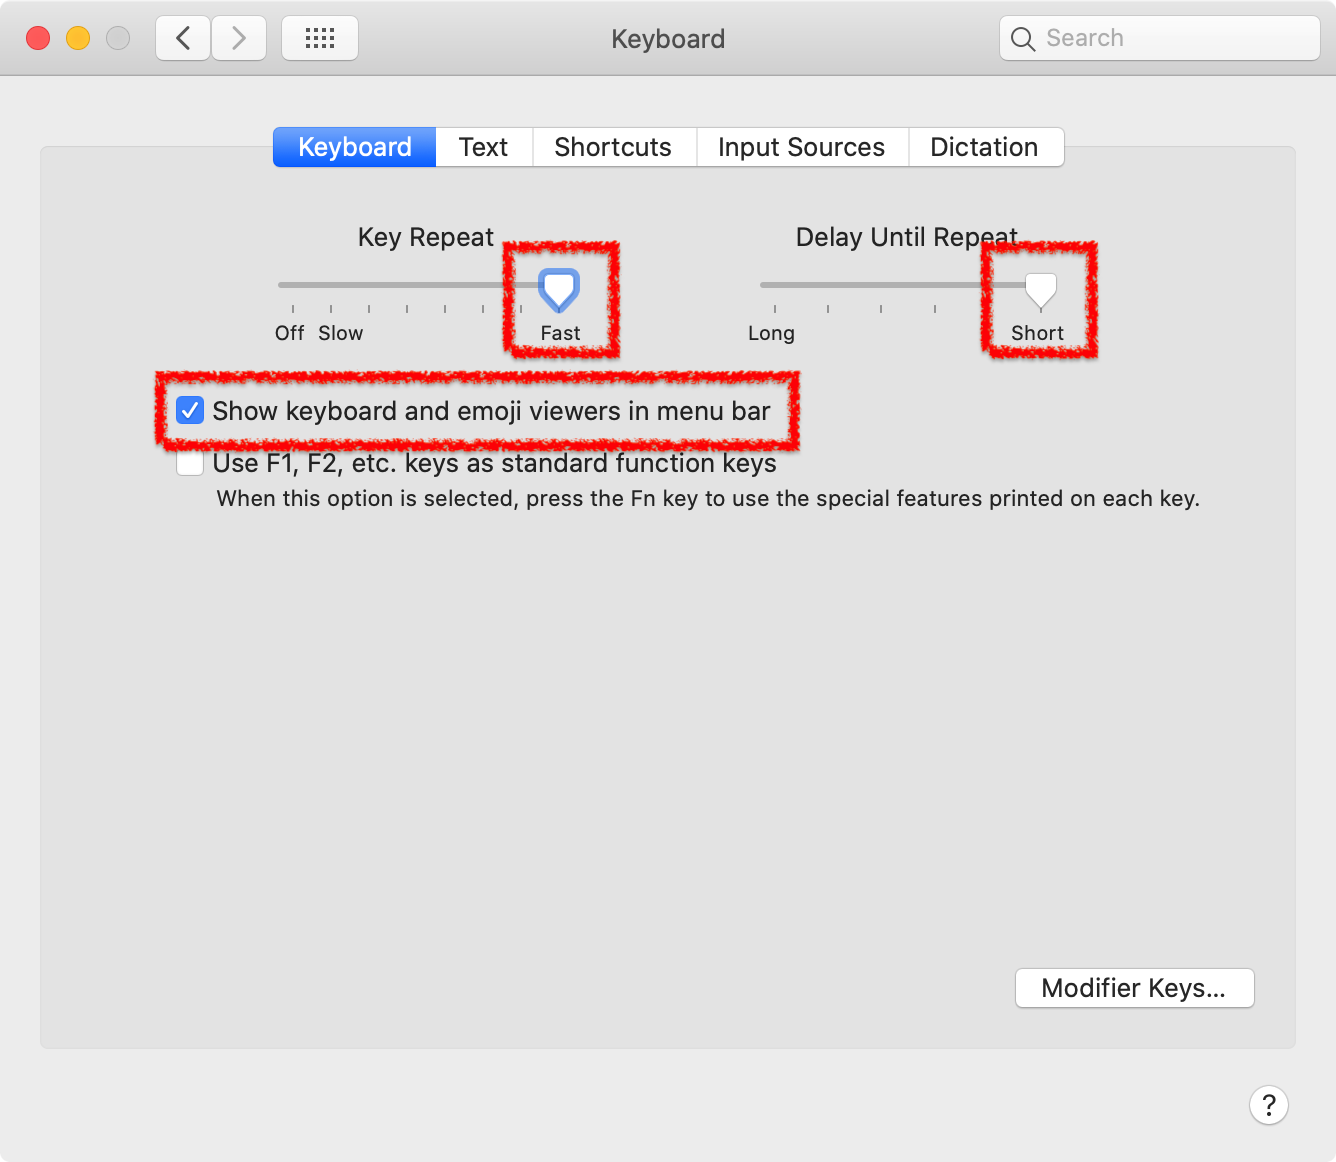 Keyboard
Search
Keyboard Text Shortcuts Input Sources Dictation
Key Repeat Delay Until Repeat
Off Slow Fast Long Short
Show keyboard and emoji viewers in menu bar
Use F1, F2, etc. keys as standard function keys
When this option is selected, press the Fn key to use the special features printed on each key.
Modifier Keys...
?